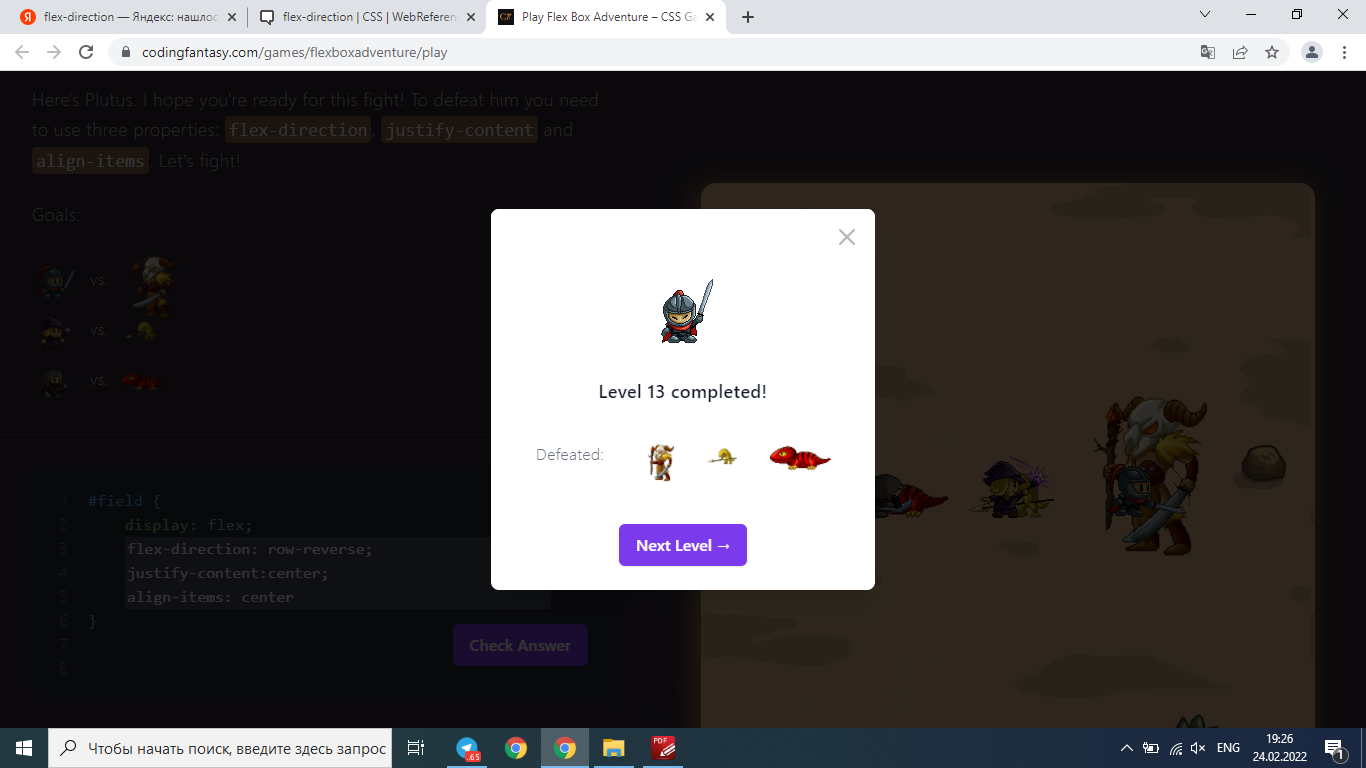 flex-direction — Яндекс: нашлос
flex-direction | CSS | WebReferen
Play Flex Box Adventure – CSS Ga
codingfantasy.com/games/flexboxadventure/play
Here's Plutus. I hope you're ready for this fight! To defeat him you need
to use three properties: flex-direction, justify-content and
align-items. Let's fight!
Goals:
vs.
vs.
vs.
Level 13 completed!
Defeated:
Next Level →
1 #field {
2 display: flex;
3 flex-direction: row-reverse;
4 justify-content:center;
5 align-items: center
6 }
7
8
Check Answer
Чтобы начать поиск, введите здесь запрос
.65
PDF
ENG
19:26
24.02.2022
1